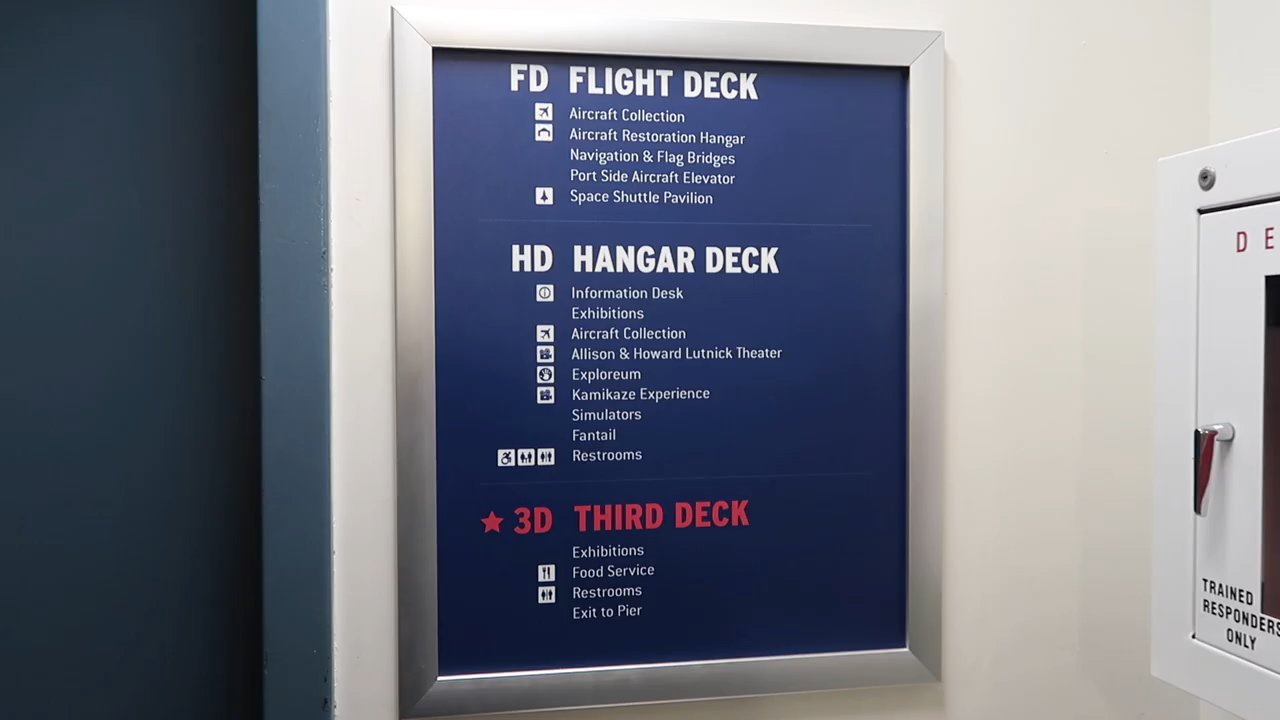 FD FLIGHT DECK
Aircraft Collection
Aircraft Restoration Hangar
Navigation & Flag Bridges
Port Side Aircraft Elevator
Space Shuttle Pavilion
HD HANGAR DECK
Information Desk
Exhibitions
Aircraft Collection
Allison & Howard Lutnick Theater
Exploreum
Kamikaze Experience
Simulators
Fantail
Restrooms
3D THIRD DECK
Exhibitions
Food Service
Restrooms
Exit to Pier
DE
TRAINED
RESPONDERS
ONLY